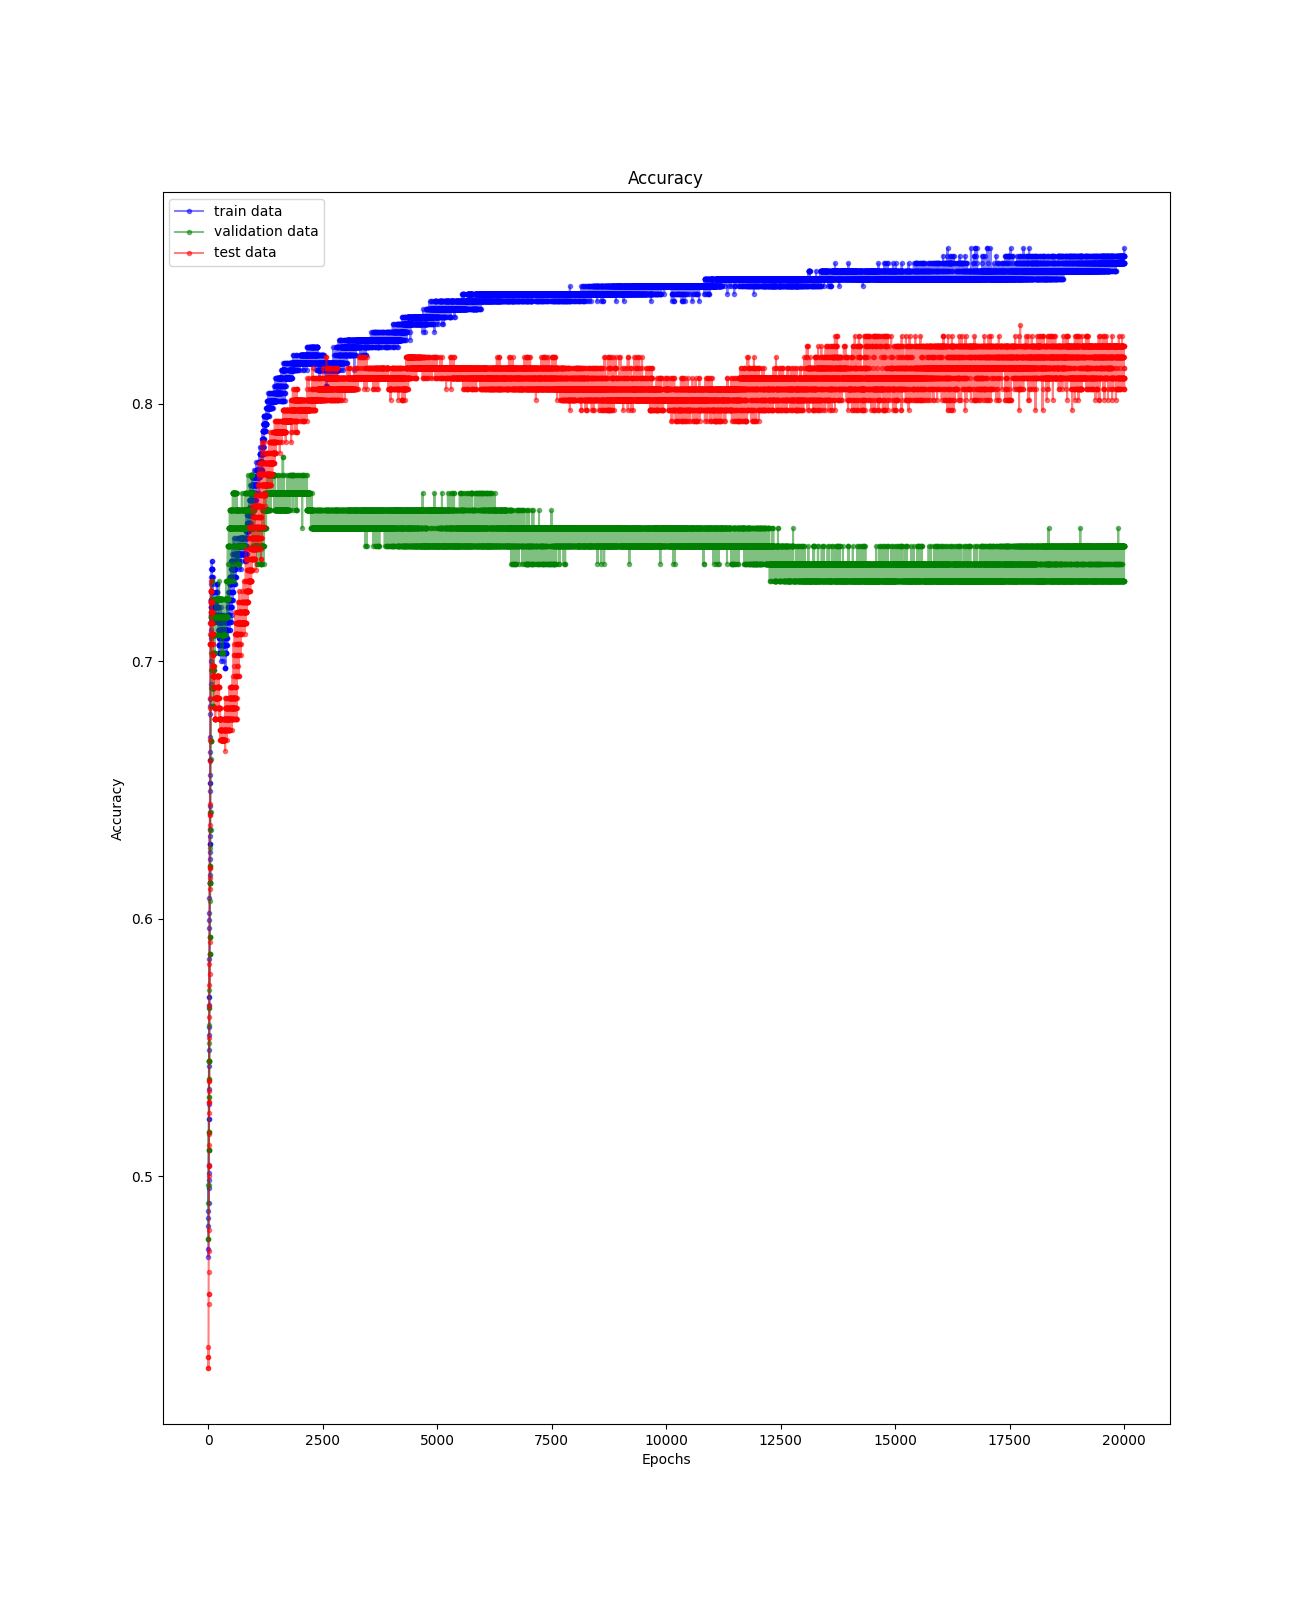 Accuracy
train data
validation data
test data
0.8
0.7
0.6
0.5
Accuracy
0 2500 5000 7500 10000 12500 15000 17500 20000
Epochs